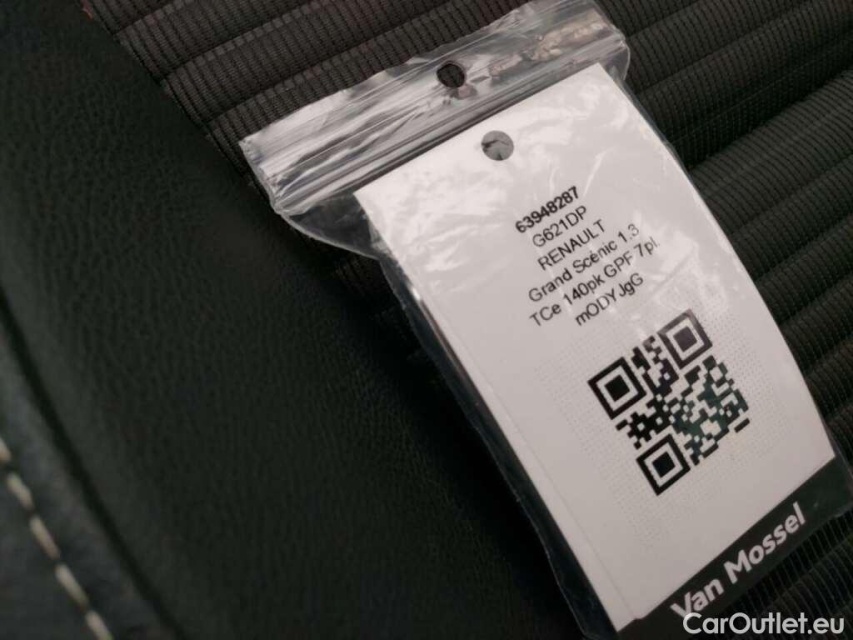 63948287
G621DP
RENAULT
Grand Scénic 1.3
TCe 140pk GPF 7pl.
mODYJgG
Van Mossel
CarOutlet.eu